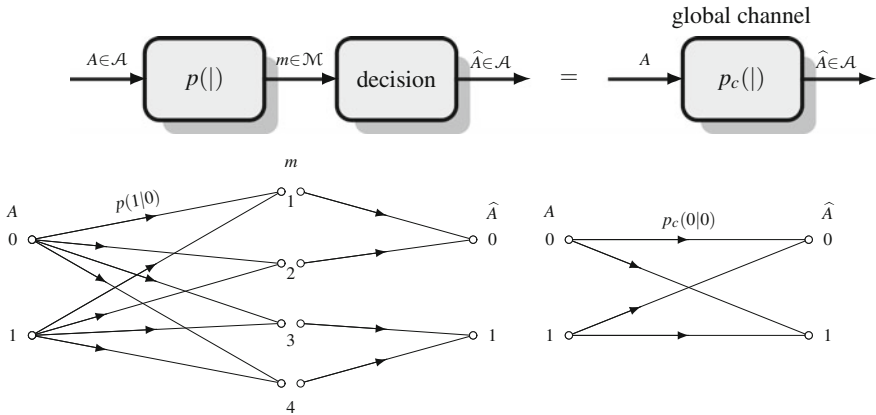 global channel
A∈𝒜 p(|) m∈ℳ decision Â∈𝒜 = A p_c(|) Â∈𝒜
m
A p(1|0) 1 Â A p_c(0|0) Â
0 0 0 0
2
1 3 1 1 1
4